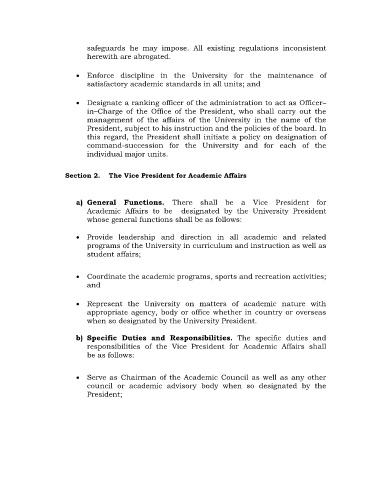 safeguards he may impose. All existing regulations inconsistent
herewith are abrogated.
• Enforce discipline in the University for the maintenance of
satisfactory academic standards in all units; and
• Designate a ranking officer of the administration to act as Officer–
in–Charge of the Office of the President, who shall carry out the
management of the affairs of the University in the name of the
President, subject to his instruction and the policies of the board. In
this regard, the President shall initiate a policy on designation of
command-succession for the University and for each of the
individual major units.
Section 2. The Vice President for Academic Affairs
a) General Functions. There shall be a Vice President for
Academic Affairs to be designated by the University President
whose general functions shall be as follows:
• Provide leadership and direction in all academic and related
programs of the University in curriculum and instruction as well as
student affairs;
• Coordinate the academic programs, sports and recreation activities;
and
• Represent the University on matters of academic nature with
appropriate agency, body or office whether in country or overseas
when so designated by the University President.
b) Specific Duties and Responsibilities. The specific duties and
responsibilities of the Vice President for Academic Affairs shall
be as follows:
• Serve as Chairman of the Academic Council as well as any other
council or academic advisory body when so designated by the
President;